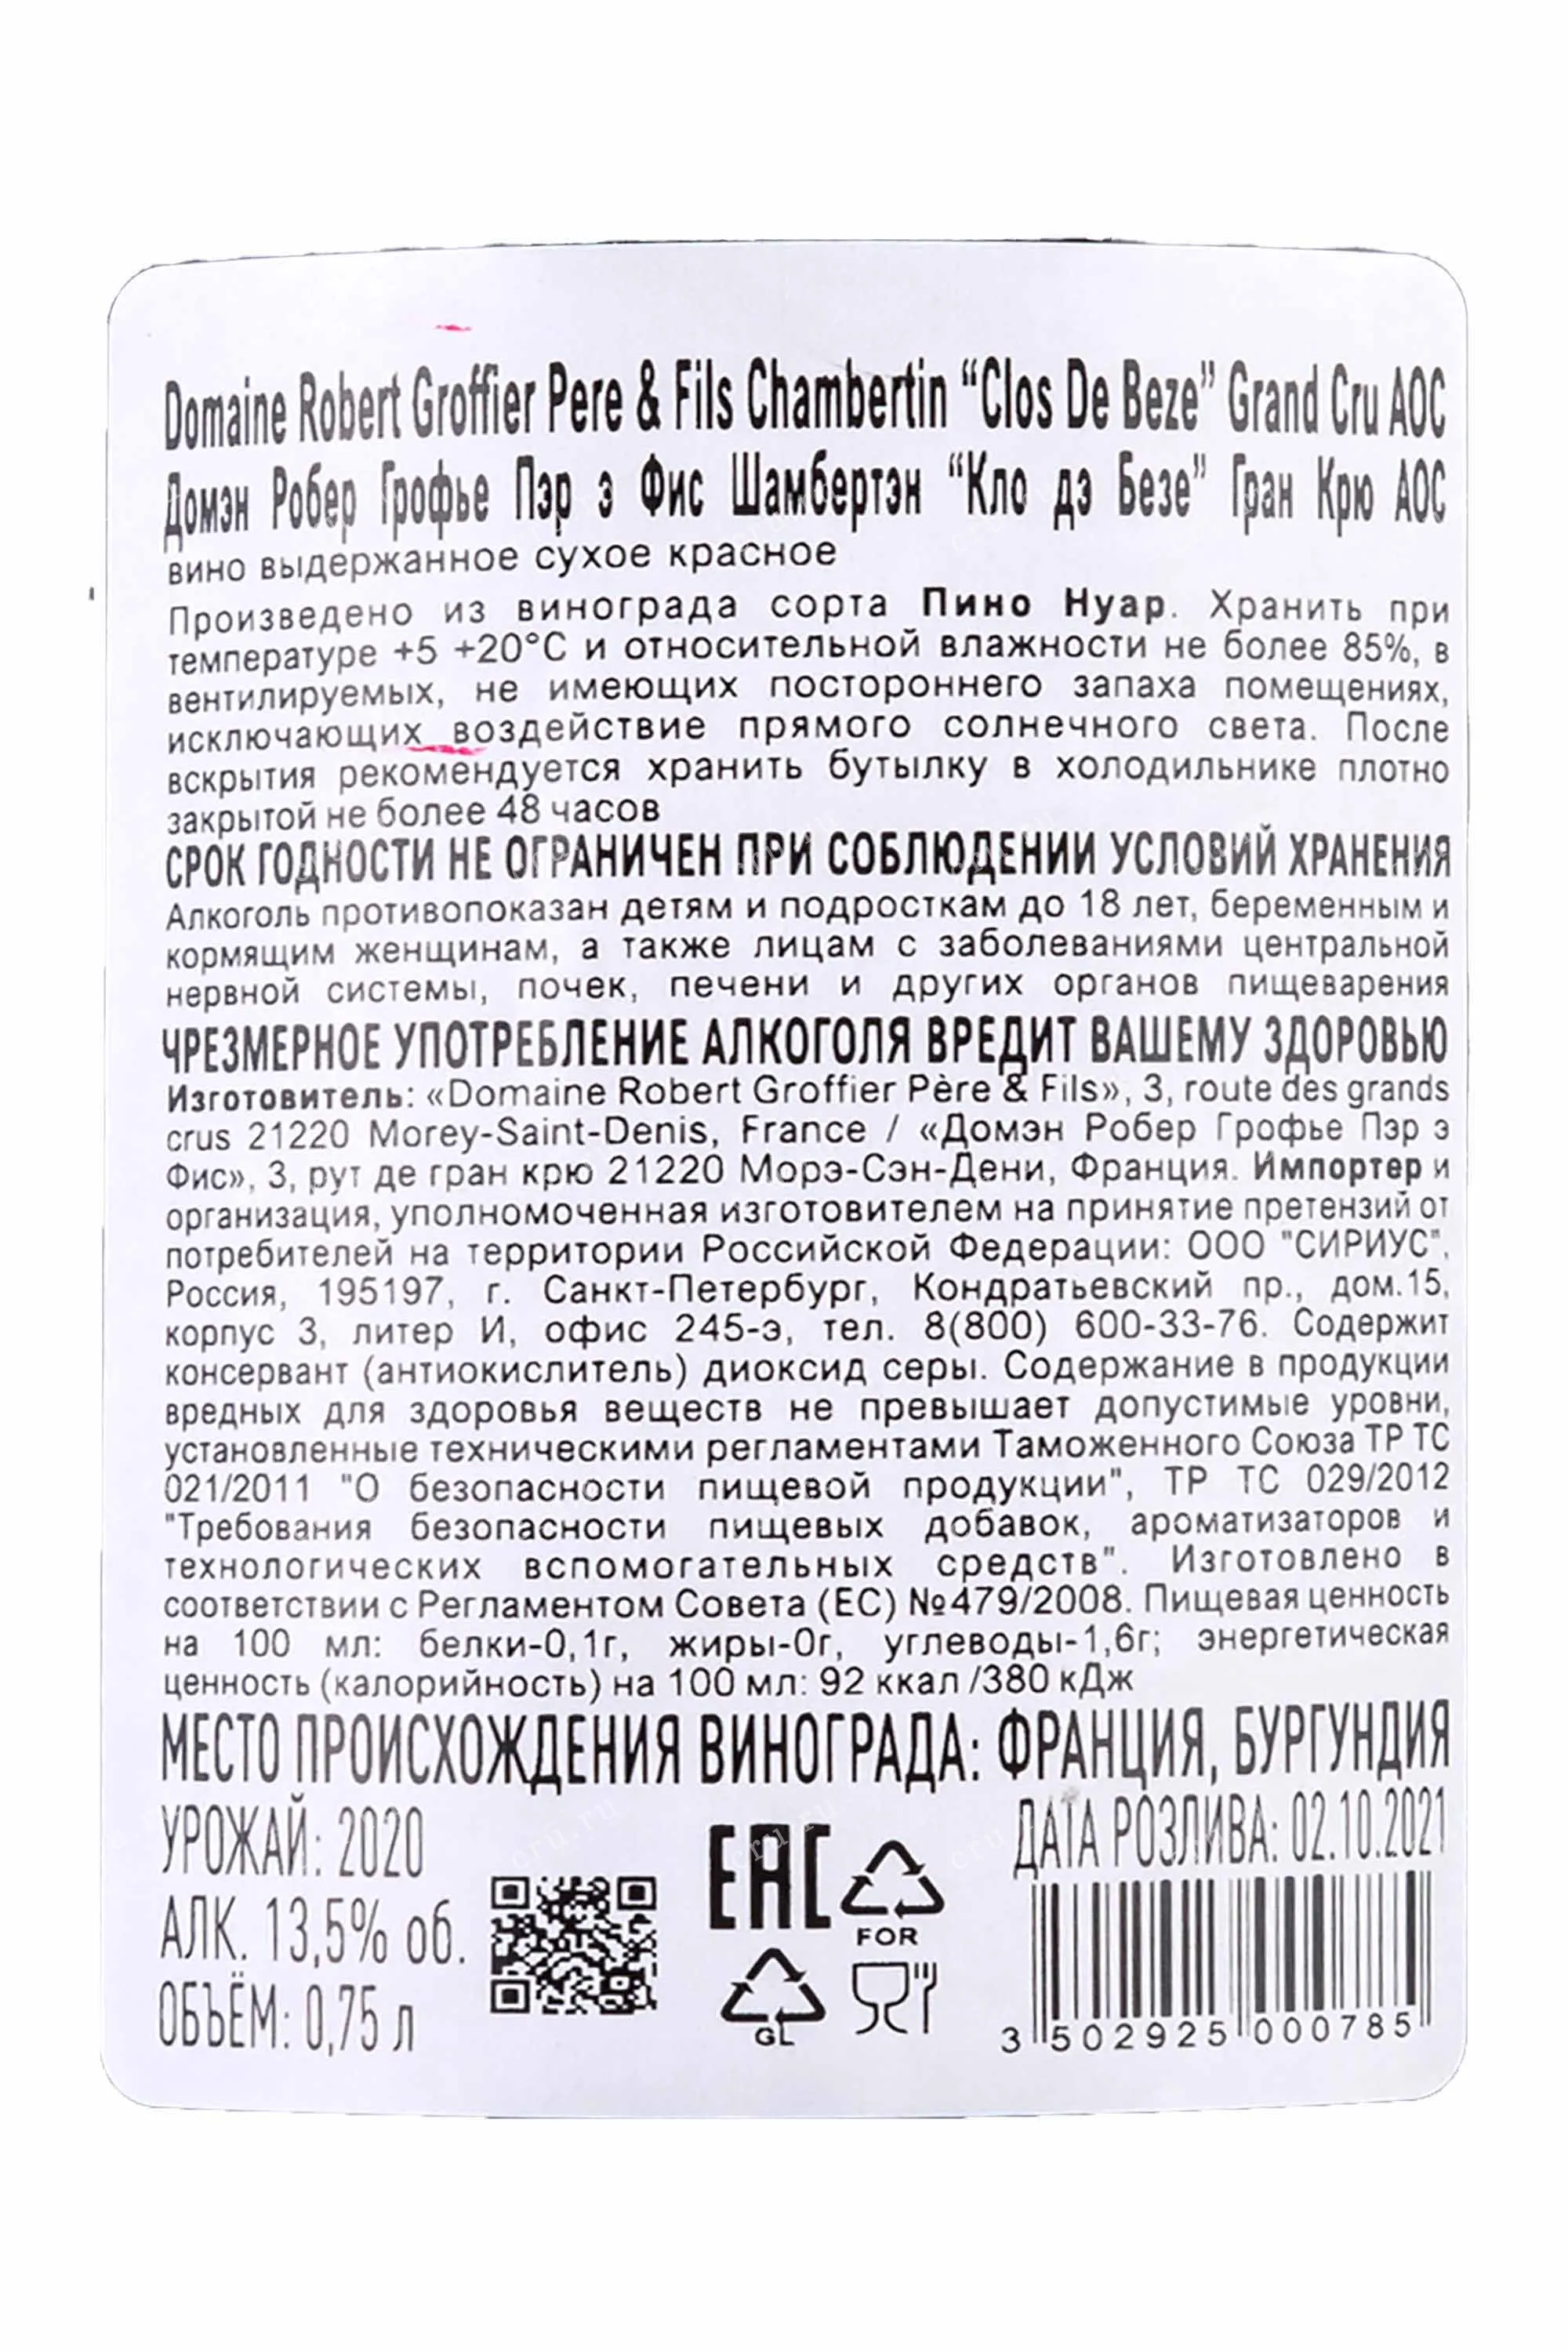 Domaine Robert Groffier Pere & Fils Chambertin “Clos De Beze” Grand Cru AOC
Домэн Робер Грофье Пэр э Фис Шамбертэн “Кло дэ Безе” Гран Крю АОС
вино выдержанное сухое красное
Произведено из винограда сорта Пино Нуар. Хранить при
температуре +5 +20°С и относительной влажности не более 85%, в
вентилируемых, не имеющих постороннего запаха помещениях,
исключающих воздействие прямого солнечного света. После
вскрытия рекомендуется хранить бутылку в холодильнике плотно
закрытой не более 48 часов
СРОК ГОДНОСТИ НЕ ОГРАНИЧЕН ПРИ СОБЛЮДЕНИИ УСЛОВИЙ ХРАНЕНИЯ
Алкоголь противопоказан детям и подросткам до 18 лет, беременным и
кормящим женщинам, а также лицам с заболеваниями центральной
нервной системы, почек, печени и других органов пищеварения
ЧРЕЗМЕРНОЕ УПОТРЕБЛЕНИЕ АЛКОГОЛЯ ВРЕДИТ ВАШЕМУ ЗДОРОВЬЮ
Изготовитель: «Domaine Robert Groffier Père & Fils», 3, route des grands
crus 21220 Morey-Saint-Denis, France / «Домэн Робер Грофье Пэр э
Фис», 3, рут де гран крю 21220 Морэ-Сэн-Дени, Франция. Импортер и
организация, уполномоченная изготовителем на принятие претензий от
потребителей на территории Российской Федерации: ООО "СИРИУС",
Россия, 195197, г. Санкт-Петербург, Кондратьевский пр., дом.15,
корпус 3, литер И, офис 245-э, тел. 8(800) 600-33-76. Содержит
консервант (антиокислитель) диоксид серы. Содержание в продукции
вредных для здоровья веществ не превышает допустимые уровни,
установленные техническими регламентами Таможенного Союза ТР ТС
021/2011 "О безопасности пищевой продукции", ТР ТС 029/2012
"Требования безопасности пищевых добавок, ароматизаторов и
технологических вспомогательных средств". Изготовлено в
соответствии с Регламентом Совета (ЕС) №479/2008. Пищевая ценность
на 100 мл: белки-0,1г, жиры-0г, углеводы-1,6г; энергетическая
ценность (калорийность) на 100 мл: 92 ккал /380 кДж
МЕСТО ПРОИСХОЖДЕНИЯ ВИНОГРАДА: ФРАНЦИЯ, БУРГУНДИЯ
УРОЖАЙ: 2020
АЛК. 13,5% об.
ОБЪЁМ: 0,75 л
EAC
FOR
GL
ДАТА РОЗЛИВА: 02.10.2021
3 502925 000785
cru.ru